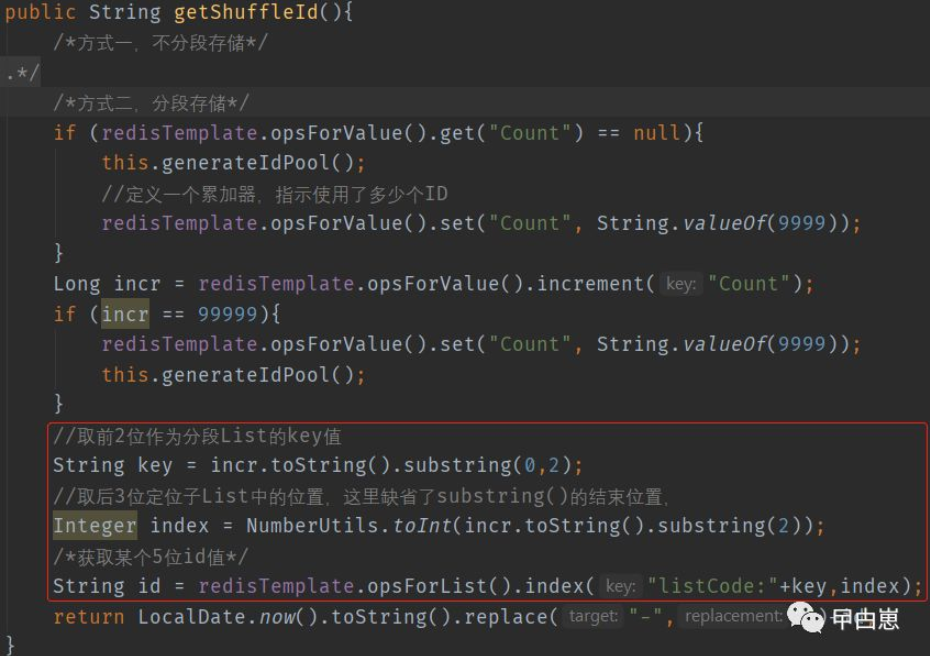 public String getShuffleId(){
/*方式一，不分段存储*/
.*/
/*方式二，分段存储*/
if (redisTemplate.opsForValue().get("Count") == null){
this.generateIdPool();
//定义一个累加器，指示使用了多少个ID
redisTemplate.opsForValue().set("Count", String.valueOf(9999));
}
Long incr = redisTemplate.opsForValue().increment( key: "Count");
if (incr == 99999){
redisTemplate.opsForValue().set("Count", String.valueOf(9999));
this.generateIdPool();
}
//取前2位作为分段List的key值
String key = incr.toString().substring(0,2);
//取后3位定位子List中的位置，这里缺省了substring()的结束位置，
Integer index = NumberUtils.toInt(incr.toString().substring(2));
/*获取某个5位id值*/
String id = redisTemplate.opsForList().index( key: "listCode:"+key,index);
return LocalDate.now().toString().replace( target: "-", replacement:
}